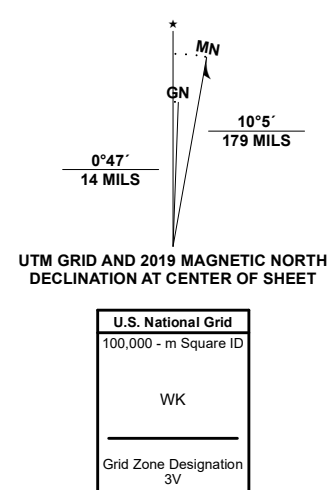 ★
MN
GN
10°5´
179 MILS
0°47´
14 MILS
UTM GRID AND 2019 MAGNETIC NORTH
DECLINATION AT CENTER OF SHEET
U.S. National Grid
100,000 - m Square ID
WK
Grid Zone Designation
3V